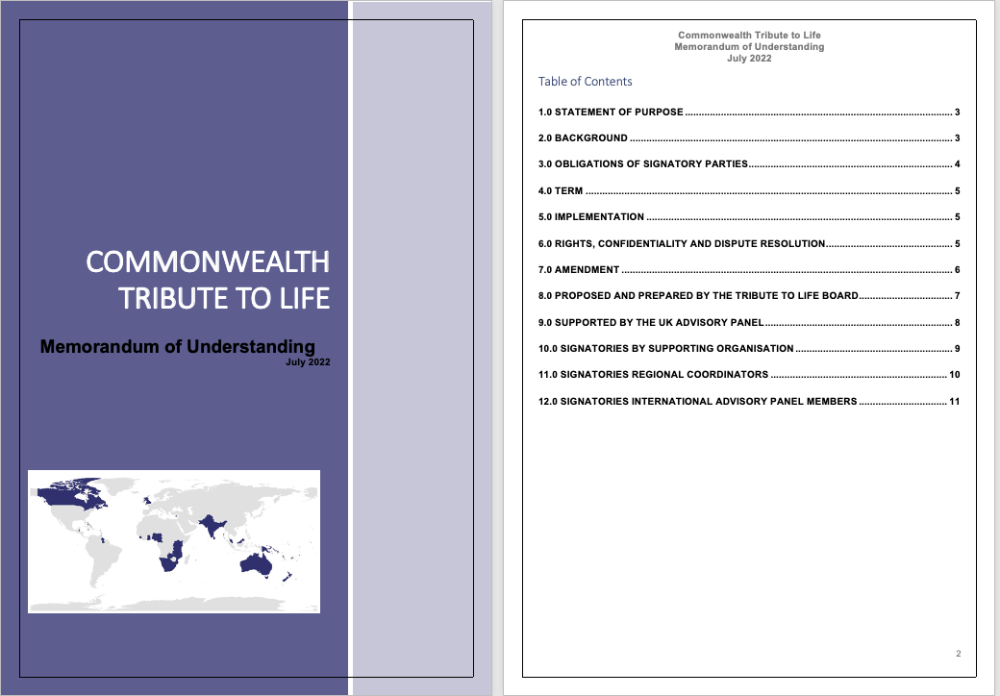 COMMONWEALTH
TRIBUTE TO LIFE
Memorandum of Understanding
July 2022
Commonwealth Tribute to Life
Memorandum of Understanding
July 2022
Table of Contents
1.0 STATEMENT OF PURPOSE ........ 3
2.0 BACKGROUND ........ 3
3.0 OBLIGATIONS OF SIGNATORY PARTIES ........ 4
4.0 TERM ........ 5
5.0 IMPLEMENTATION ........ 5
6.0 RIGHTS, CONFIDENTIALITY AND DISPUTE RESOLUTION ........ 5
7.0 AMENDMENT ........ 6
8.0 PROPOSED AND PREPARED BY THE TRIBUTE TO LIFE BOARD ........ 7
9.0 SUPPORTED BY THE UK ADVISORY PANEL ........ 8
10.0 SIGNATORIES BY SUPPORTING ORGANISATION ........ 9
11.0 SIGNATORIES REGIONAL COORDINATORS ........ 10
12.0 SIGNATORIES INTERNATIONAL ADVISORY PANEL MEMBERS ........ 11
2